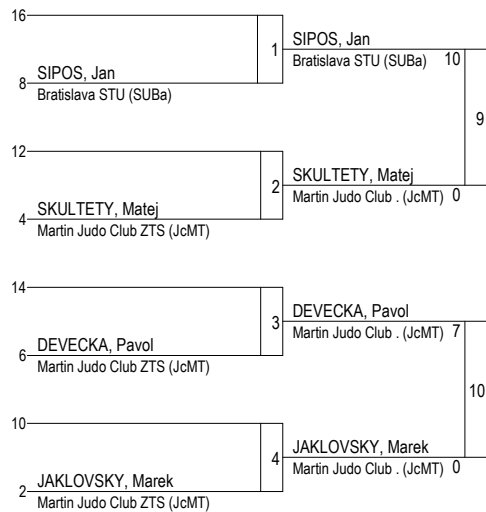 16
1
SIPOS, Jan
Bratislava STU (SUBa) 10
SIPOS, Jan
8
Bratislava STU (SUBa)
9
12
2
SKULTETY, Matej
Martin Judo Club . (JcMT) 0
SKULTETY, Matej
4
Martin Judo Club ZTS (JcMT)
14
3
DEVECKA, Pavol
Martin Judo Club . (JcMT) 7
DEVECKA, Pavol
6
Martin Judo Club ZTS (JcMT)
10
10
4
JAKLOVSKY, Marek
Martin Judo Club . (JcMT) 0
JAKLOVSKY, Marek
2
Martin Judo Club ZTS (JcMT)